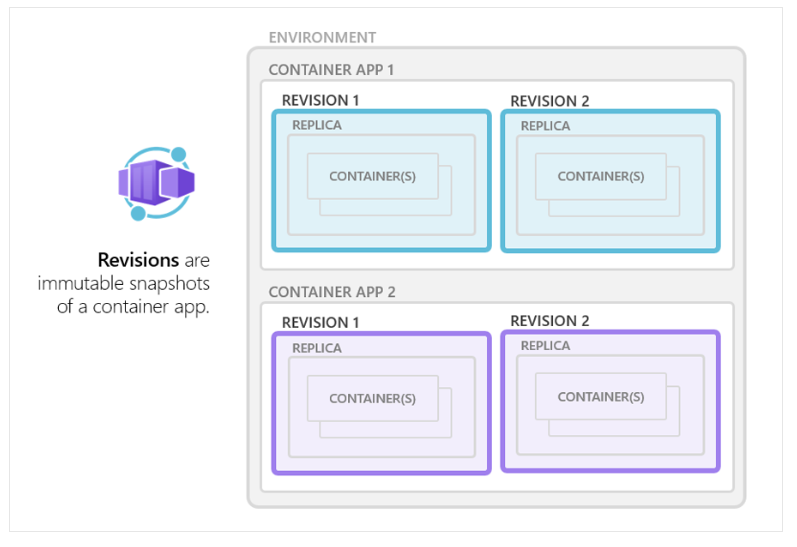 ENVIRONMENT
CONTAINER APP 1
REVISION 1
REPLICA
CONTAINER(S)
REVISION 2
REPLICA
CONTAINER(S)
Revisions are
immutable snapshots
of a container app.
CONTAINER APP 2
REVISION 1
REPLICA
CONTAINER(S)
REVISION 2
REPLICA
CONTAINER(S)